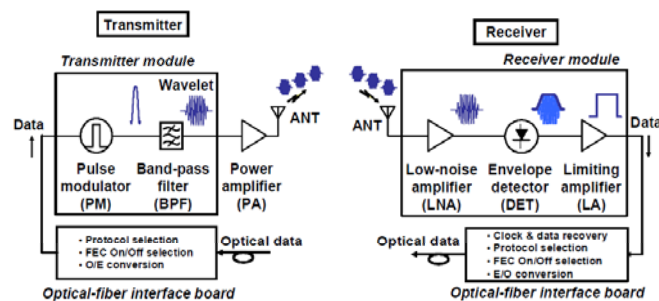 Transmitter
Transmitter module
Wavelet
Data
ANT
Pulse
modulator
(PM)
Band-pass
filter
(BPF)
Power
amplifier
(PA)
• Protocol selection
• FEC On/Off selection
• O/E conversion
Optical data
Optical-fiber interface board
Receiver
Receiver module
ANT
Data
Low-noise
amplifier
(LNA)
Envelope
detector
(DET)
Limiting
amplifier
(LA)
Optical data
• Clock & data recovery
• Protocol selection
• FEC On/Off selection
• E/O conversion
Optical-fiber interface board